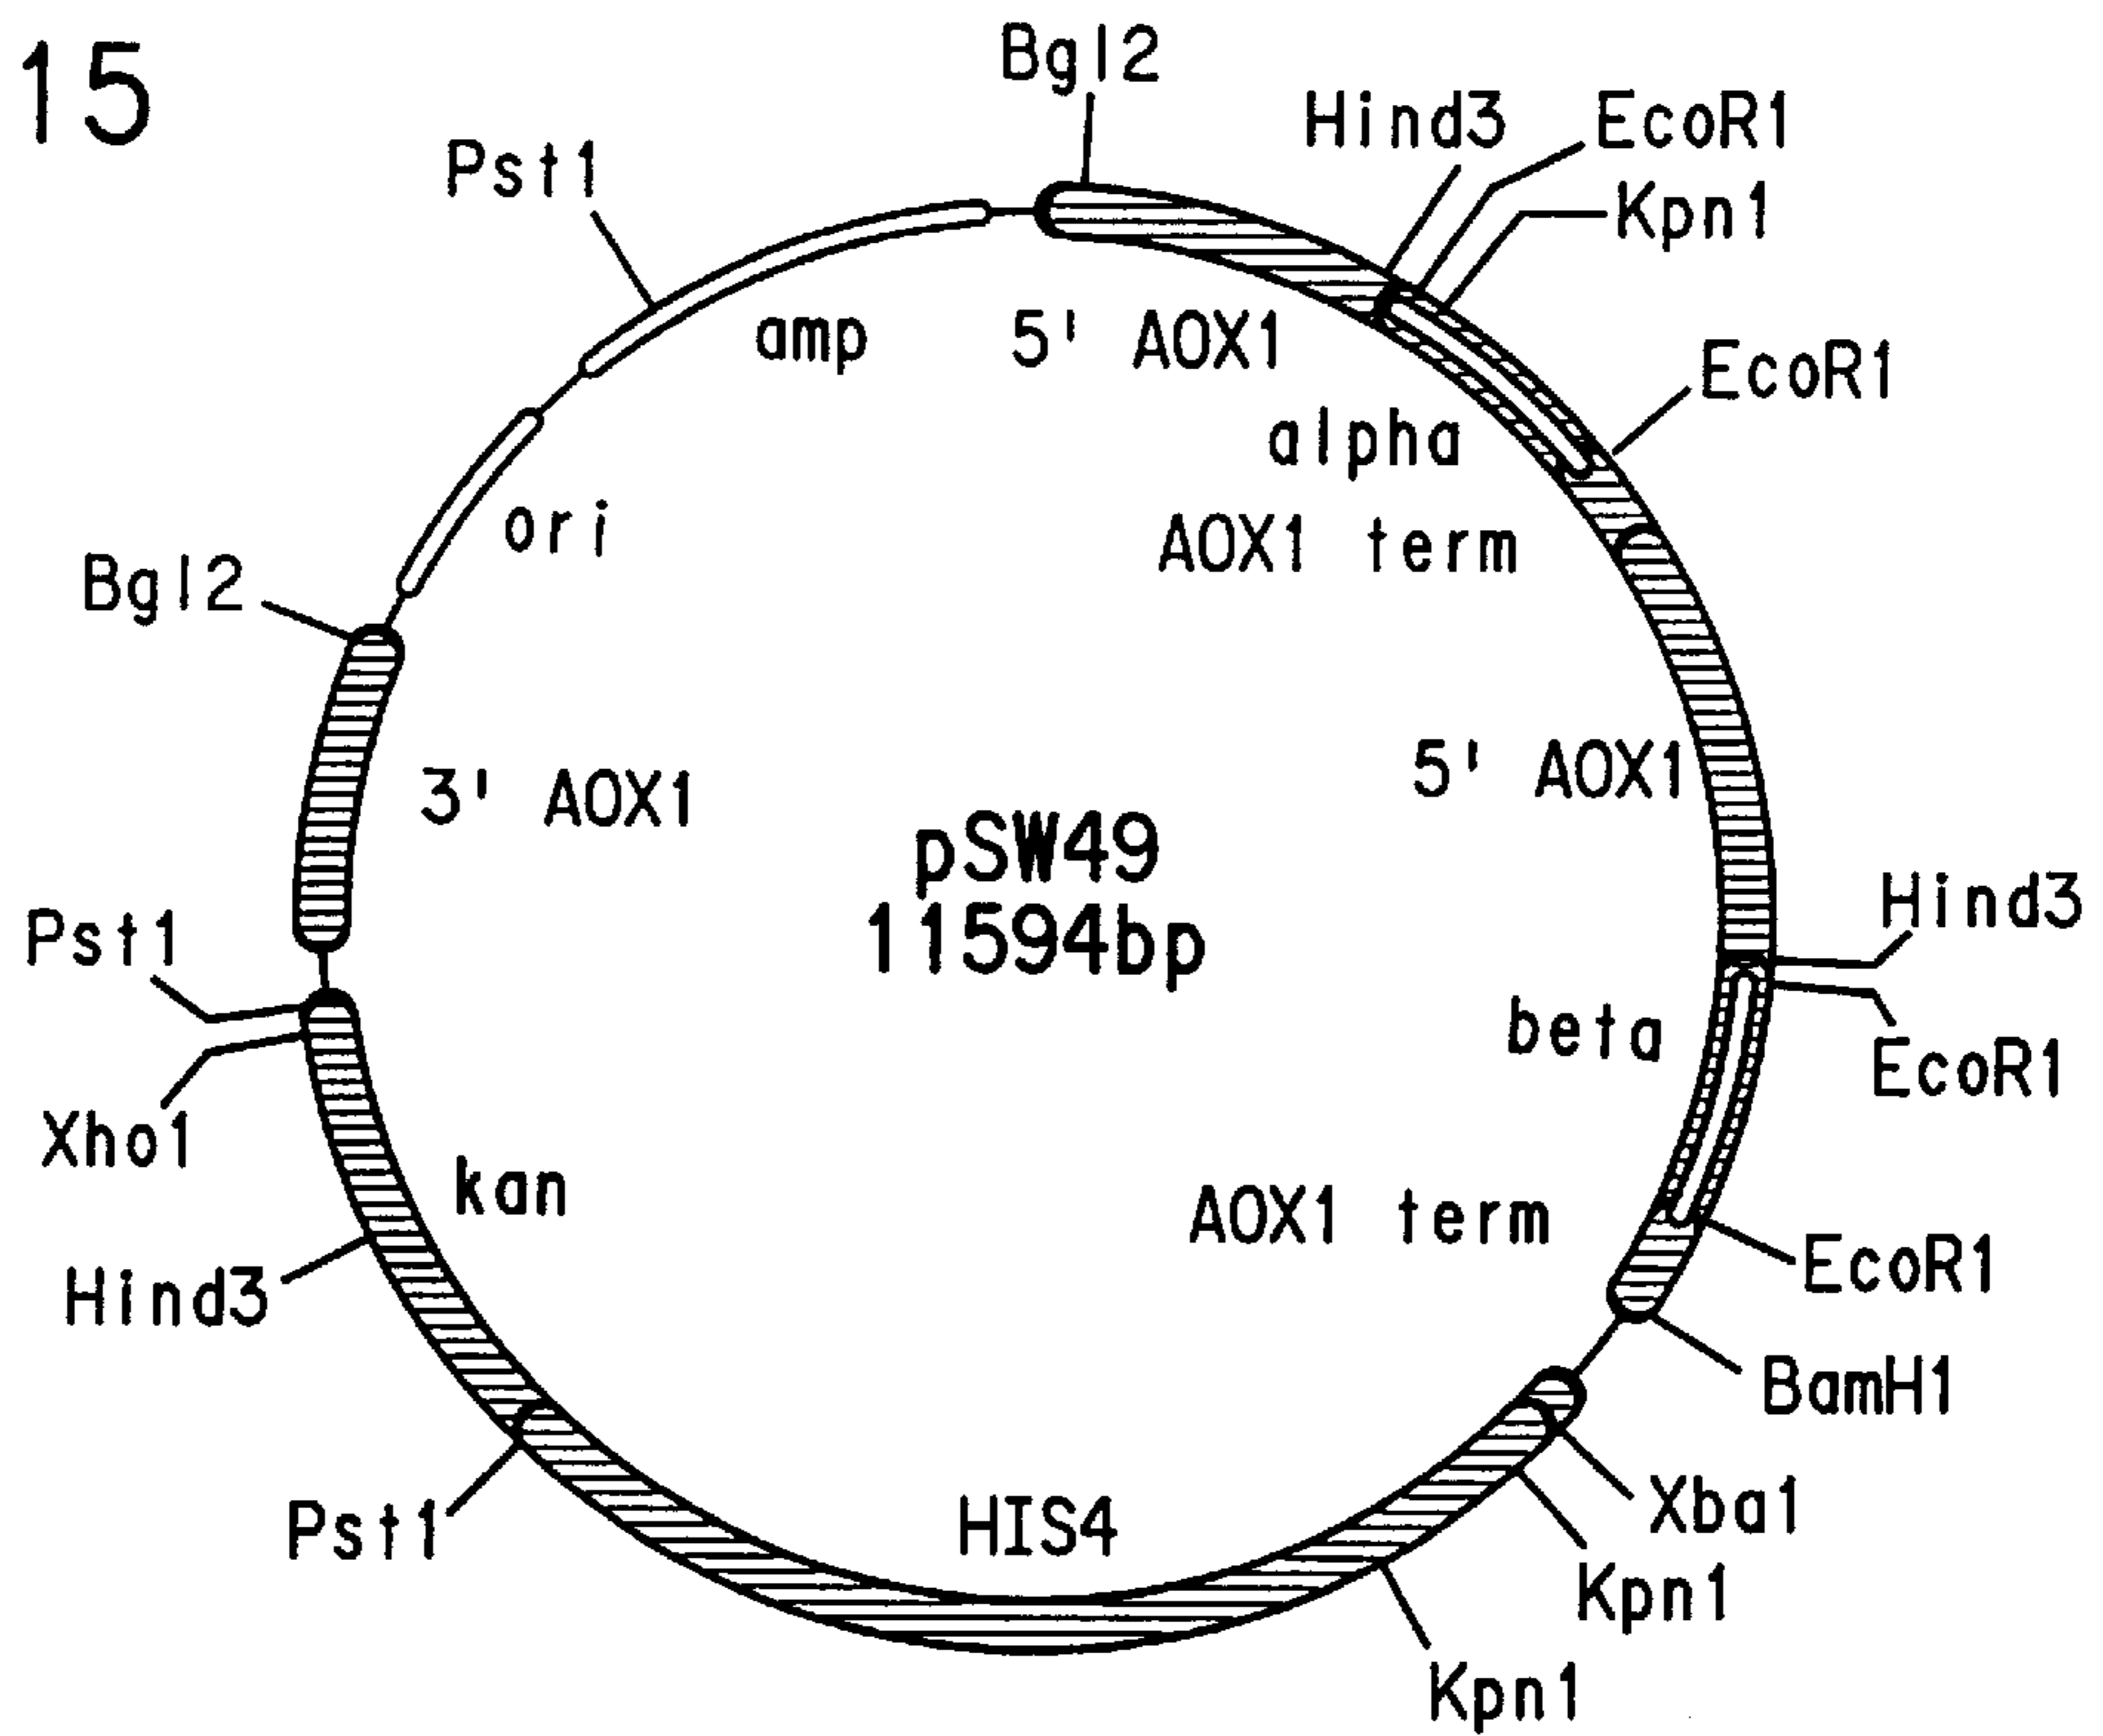 15
Bgl2
Hind3
EcoR1
Pst1
Kpn1
amp
5' AOX1
EcoR1
alpha
ori
AOX1 term
Bgl2
5' AOX1
3' AOX1
pSW49
11594bp
Hind3
Pst1
beta
EcoR1
Xho1
kan
AOX1 term
EcoR1
Hind3
BamH1
Pst1
HIS4
Xba1
Kpn1
Kpn1